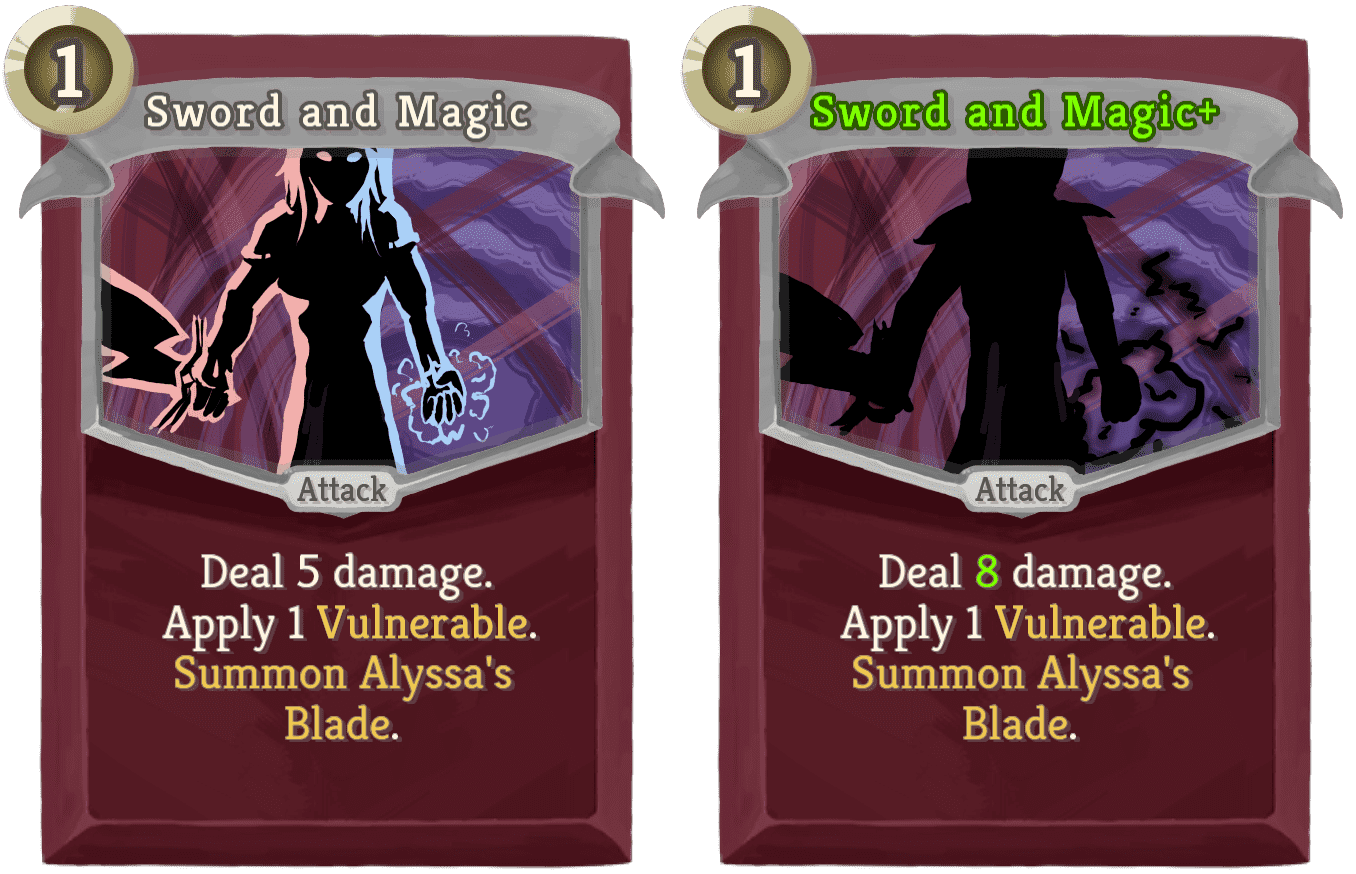 1
Sword and Magic
Attack
Deal 5 damage.
Apply 1 Vulnerable.
Summon Alyssa's
Blade.
1
Sword and Magic+
Attack
Deal 8 damage.
Apply 1 Vulnerable.
Summon Alyssa's
Blade.